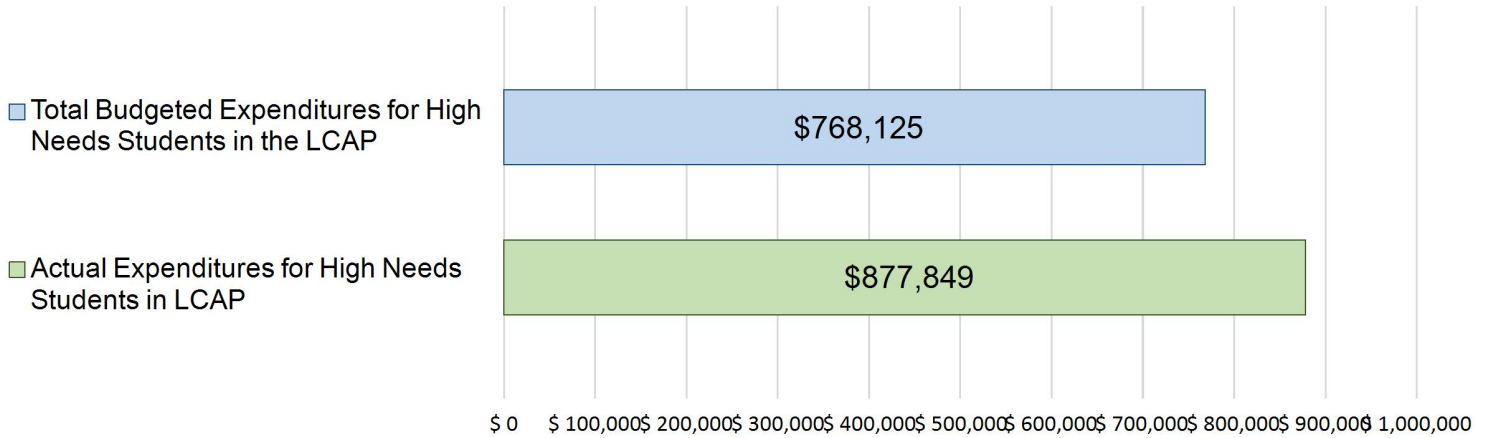 Total Budgeted Expenditures for High
Needs Students in the LCAP
$768,125
Actual Expenditures for High Needs
Students in LCAP
$877,849
$ 0 $ 100,000 $ 200,000 $ 300,000 $ 400,000 $ 500,000 $ 600,000 $ 700,000 $ 800,000 $ 900,000 $ 1,000,000